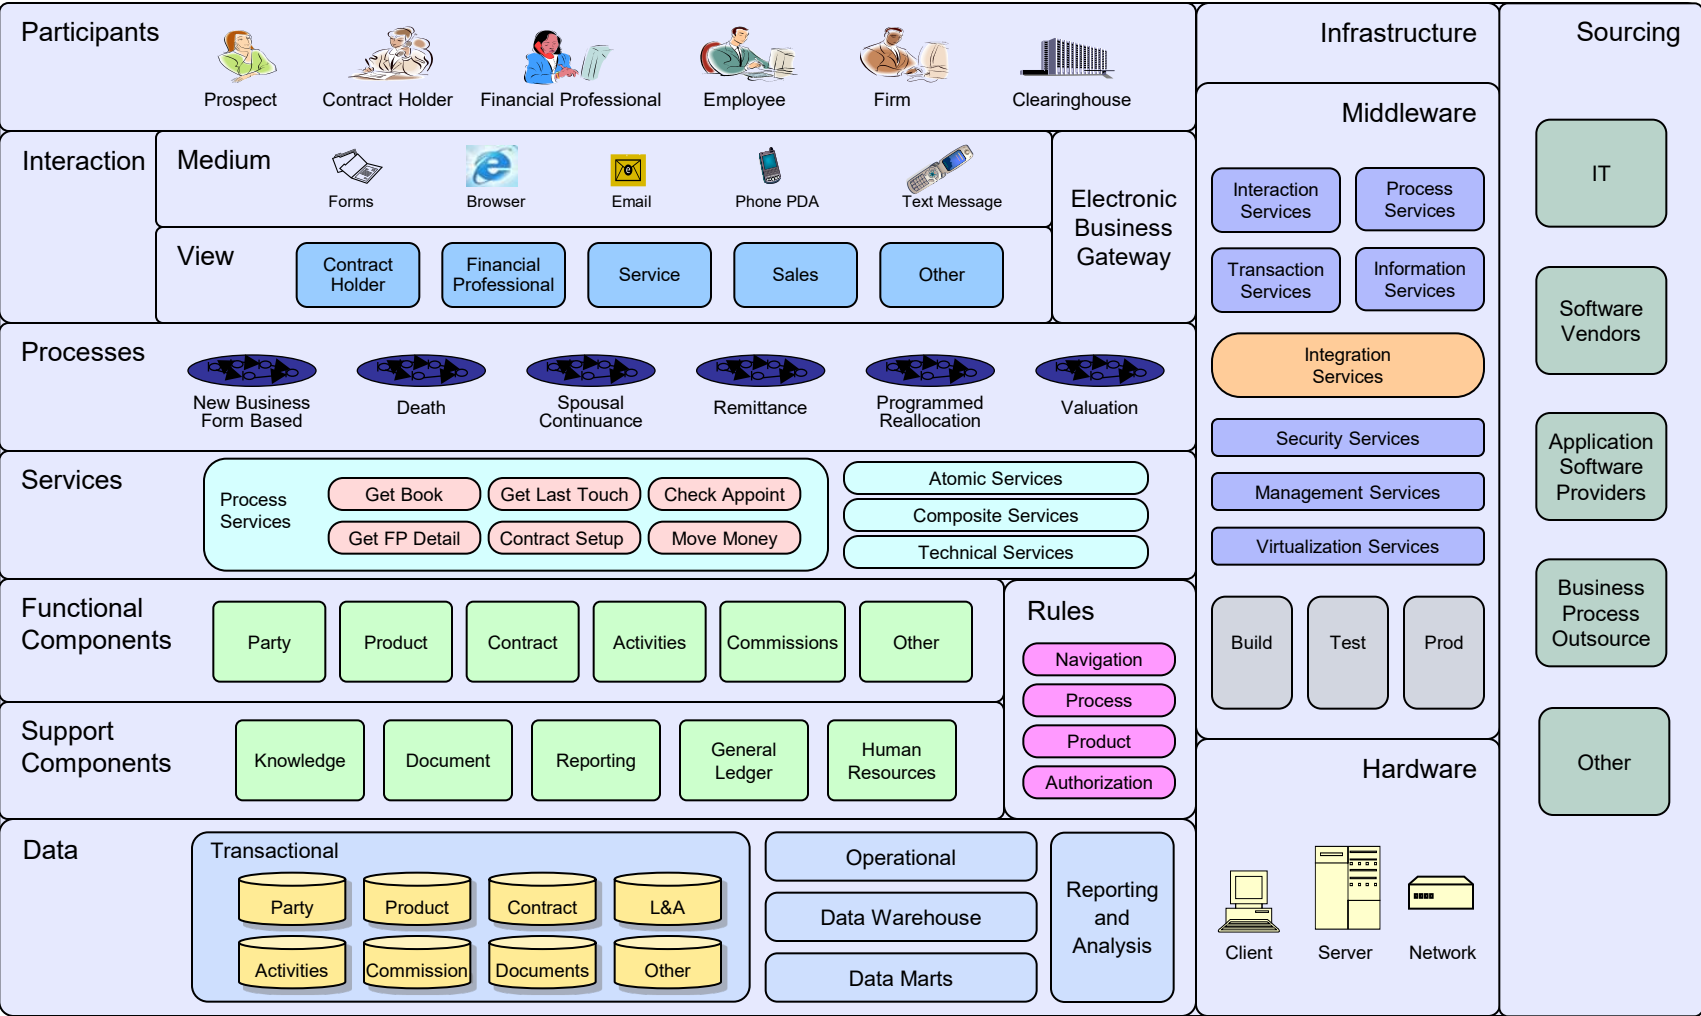 Participants
Prospect
Contract Holder
Financial Professional
Employee
Firm
Clearinghouse
Interaction
Medium
Forms
Browser
Email
Phone PDA
Text Message
View
Contract
Holder
Financial
Professional
Service
Sales
Other
Electronic
Business
Gateway
Processes
New Business
Form Based
Death
Spousal
Continuance
Remittance
Programmed
Reallocation
Valuation
Services
Process
Services
Get Book
Get Last Touch
Check Appoint
Get FP Detail
Contract Setup
Move Money
Atomic Services
Composite Services
Technical Services
Functional
Components
Party
Product
Contract
Activities
Commissions
Other
Support
Components
Knowledge
Document
Reporting
General
Ledger
Human
Resources
Rules
Navigation
Process
Product
Authorization
Data
Transactional
Party
Product
Contract
L&A
Activities
Commission
Documents
Other
Operational
Data Warehouse
Data Marts
Reporting
and
Analysis
Infrastructure
Middleware
Interaction
Services
Process
Services
Transaction
Services
Information
Services
Integration
Services
Security Services
Management Services
Virtualization Services
Build
Test
Prod
Hardware
Client
Server
Network
Sourcing
IT
Software
Vendors
Application
Software
Providers
Business
Process
Outsource
Other